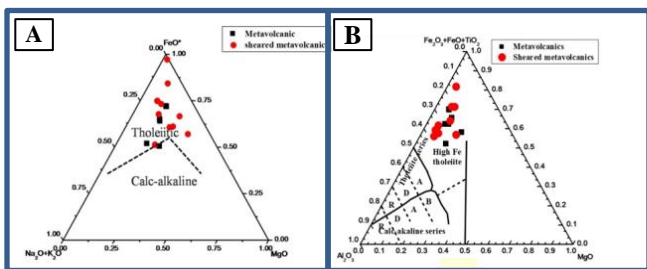 A
FeO*
0.00 1.00
Metavolcanic
sheared metavolcanic
0.25 0.75
0.50 0.50
Tholeiitic
0.75 0.25
Calc-alkaline
1.00 0.00
0.00 0.25 0.50 0.75 1.00
Na₂O+K₂O
MgO
B
Fe₂O₃+FeO+TiO₂
0.0 1.0
Metavolcanics
Sheared metavolcanics
0.1 0.9
0.2 0.8
0.3 0.7
0.4 0.6
0.5 0.5
0.6 0.4
0.7 0.3
0.8 0.2
0.9 0.1
1.0 0.0
High Fe
tholeiite
Tholeiite series
R D A
R D A B
Calc-alkaline series
0.0 0.1 0.2 0.3 0.4 0.5 0.6 0.7 0.8 0.9 1.0
Al₂O₃
MgO